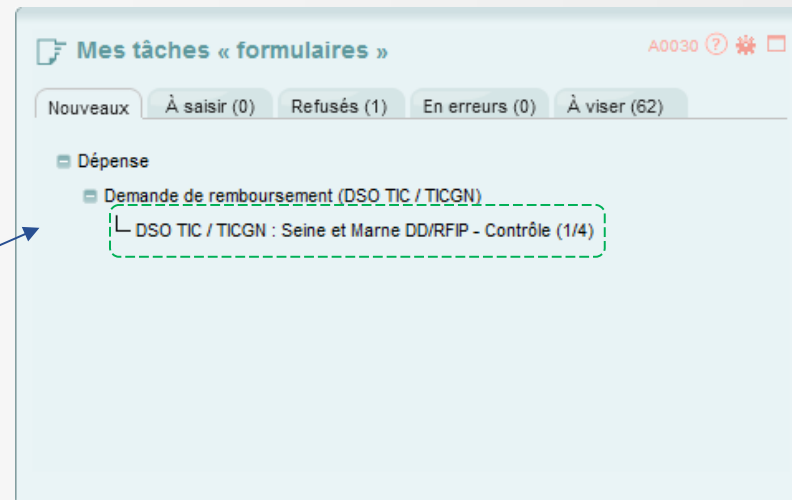 Mes tâches « formulaires »
A0030 ?
Nouveaux À saisir (0) Refusés (1) En erreurs (0) À viser (62)
Dépense
Demande de remboursement (DSO TIC / TICGN)
DSO TIC / TICGN : Seine et Marne DD/RFIP - Contrôle (1/4)